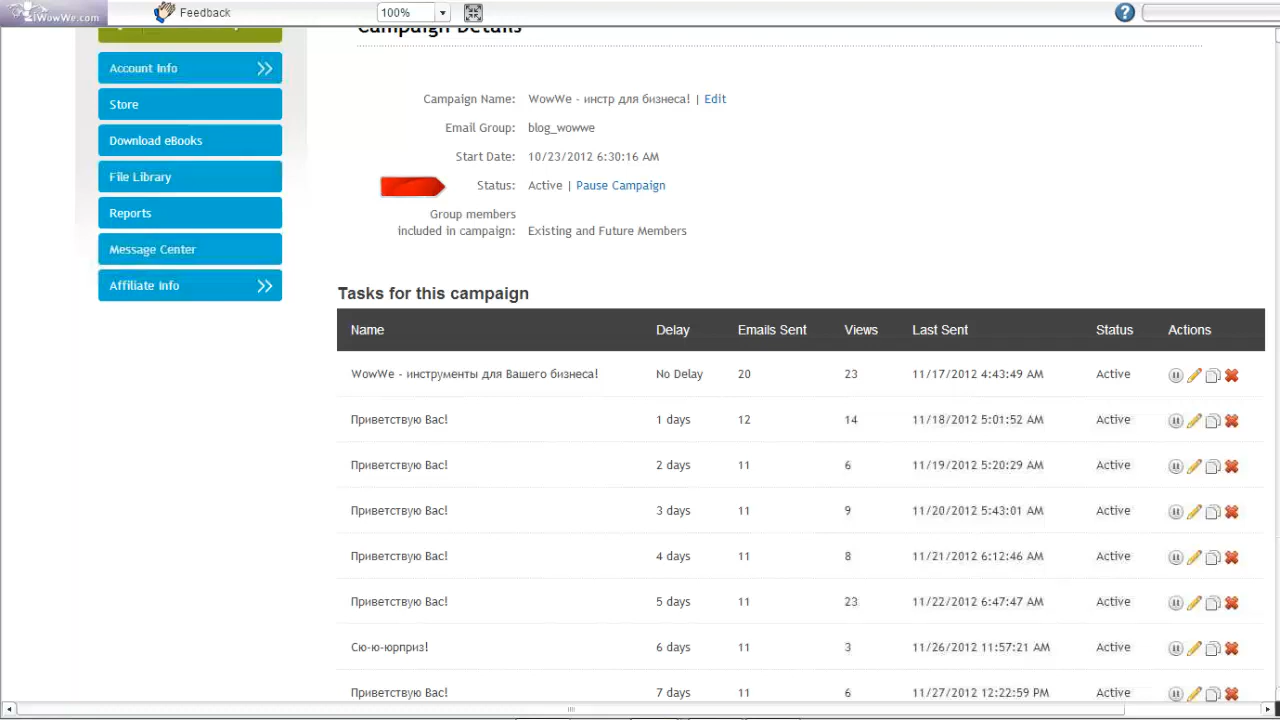 iWowWe.com
Feedback
100%
Campaign Details
Account Info
Store
Download eBooks
File Library
Reports
Message Center
Affiliate Info
Campaign Name: WowWe - инстр для бизнеса! | Edit
Email Group: blog_wowwe
Start Date: 10/23/2012 6:30:16 AM
Status: Active | Pause Campaign
Group members
included in campaign: Existing and Future Members
Tasks for this campaign
Name Delay Emails Sent Views Last Sent Status Actions
WowWe - инструменты для Вашего бизнеса! No Delay 20 23 11/17/2012 4:43:49 AM Active
Приветствую Вас! 1 days 12 14 11/18/2012 5:01:52 AM Active
Приветствую Вас! 2 days 11 6 11/19/2012 5:20:29 AM Active
Приветствую Вас! 3 days 11 9 11/20/2012 5:43:01 AM Active
Приветствую Вас! 4 days 11 8 11/21/2012 6:12:46 AM Active
Приветствую Вас! 5 days 11 23 11/22/2012 6:47:47 AM Active
Сю-ю-юрприз! 6 days 11 3 11/26/2012 11:57:21 AM Active
Приветствую Вас! 7 days 11 6 11/27/2012 12:22:59 PM Active